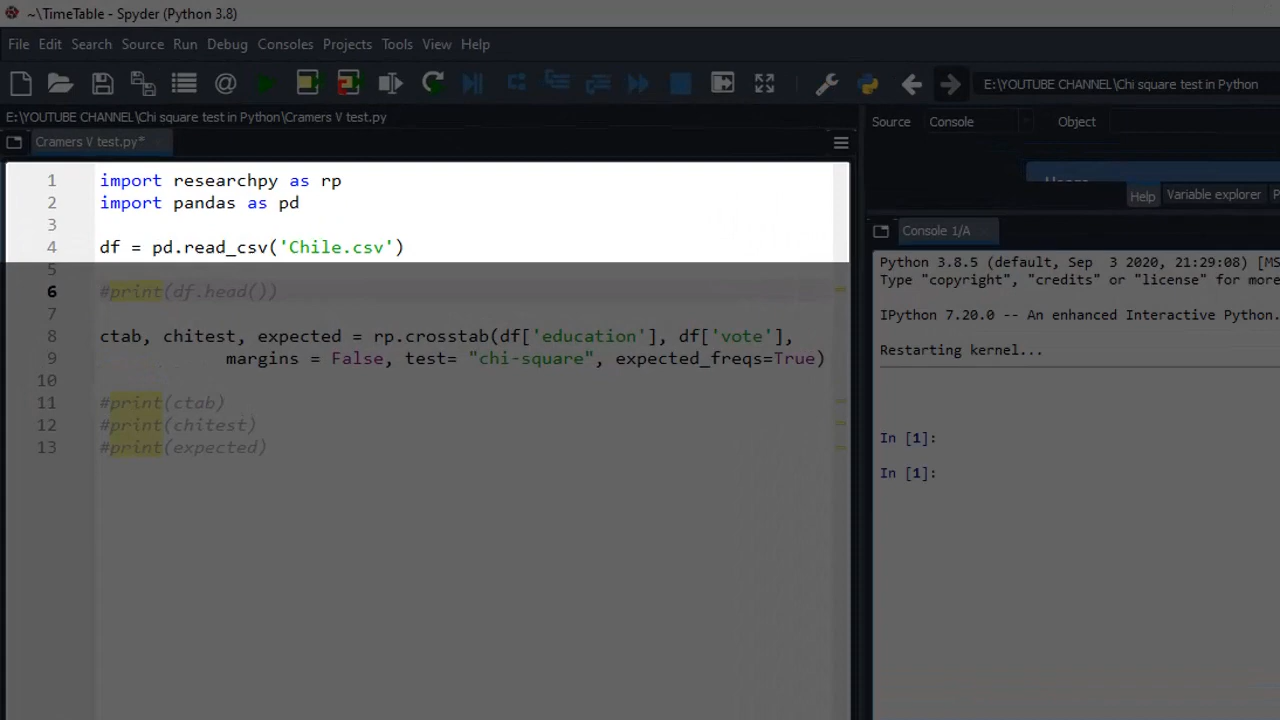 ~\TimeTable - Spyder (Python 3.8)
File Edit Search Source Run Debug Consoles Projects Tools View Help
E:\YOUTUBE CHANNEL\Chi square test in Python
E:\YOUTUBE CHANNEL\Chi square test in Python\Cramers V test.py
Source Console Object
Cramers V test.py*
1 import researchpy as rp
2 import pandas as pd
3
4 df = pd.read_csv('Chile.csv')
5
6 #print(df.head())
7
8 ctab, chitest, expected = rp.crosstab(df['education'], df['vote'],
9 margins = False, test= "chi-square", expected_freqs=True)
10
11 #print(ctab)
12 #print(chitest)
13 #print(expected)
Help Variable explorer P
Console 1/A
Python 3.8.5 (default, Sep 3 2020, 21:29:08) [MS
Type "copyright", "credits" or "license" for more
IPython 7.20.0 -- An enhanced Interactive Python.
Restarting kernel...
In [1]:
In [1]: